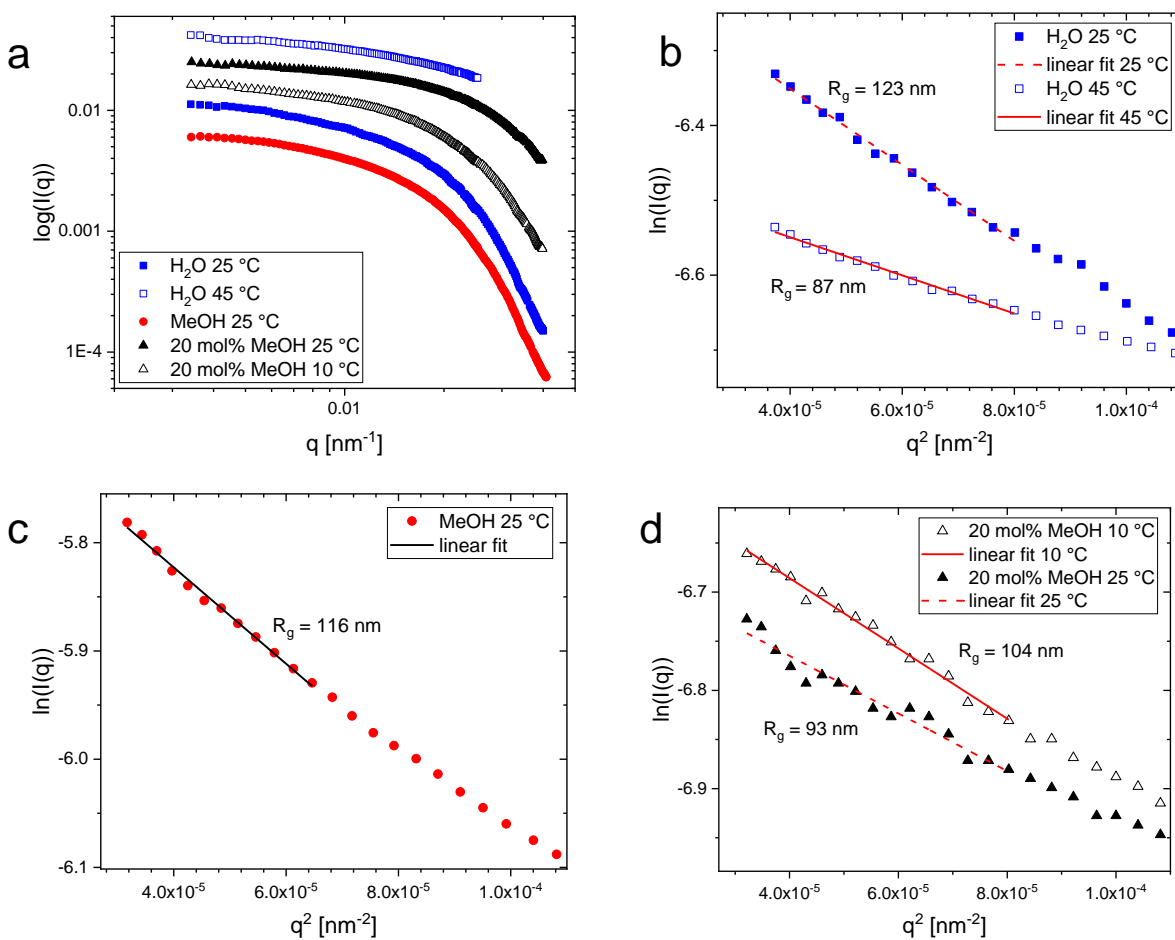 a
log(I(q))
0.01
0.001
1E-4
H₂O 25 °C
H₂O 45 °C
MeOH 25 °C
20 mol% MeOH 25 °C
20 mol% MeOH 10 °C
0.01
q [nm⁻¹]
b
ln(I(q))
-6.4
-6.6
H₂O 25 °C
linear fit 25 °C
H₂O 45 °C
linear fit 45 °C
R_g = 123 nm
R_g = 87 nm
4.0x10⁻⁵ 6.0x10⁻⁵ 8.0x10⁻⁵ 1.0x10⁻⁴
q² [nm⁻²]
c
ln(I(q))
-5.8
-5.9
-6.0
-6.1
MeOH 25 °C
linear fit
R_g = 116 nm
4.0x10⁻⁵ 6.0x10⁻⁵ 8.0x10⁻⁵ 1.0x10⁻⁴
q² [nm⁻²]
d
ln(I(q))
-6.7
-6.8
-6.9
20 mol% MeOH 10 °C
linear fit 10 °C
20 mol% MeOH 25 °C
linear fit 25 °C
R_g = 104 nm
R_g = 93 nm
4.0x10⁻⁵ 6.0x10⁻⁵ 8.0x10⁻⁵ 1.0x10⁻⁴
q² [nm⁻²]